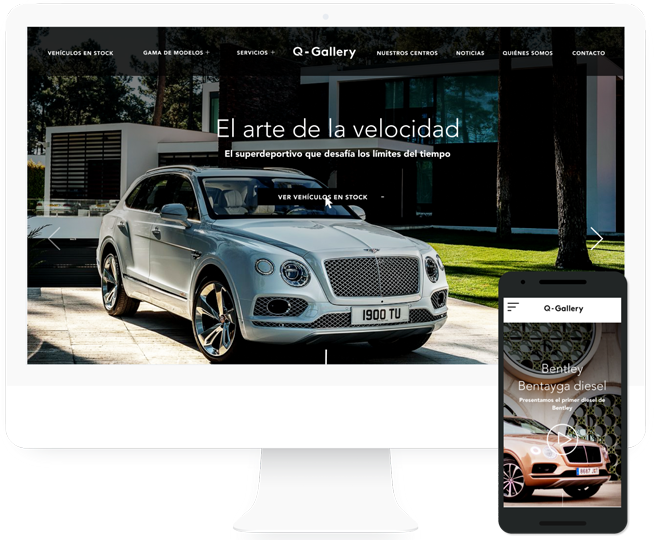 VEHÍCULOS EN STOCK
GAMA DE MODELOS +
SERVICIOS +
Q-Gallery
NUESTROS CENTROS
NOTICIAS
QUIÉNES SOMOS
CONTACTO
El arte de la velocidad
El superdeportivo que desafía los límites del tiempo
VER VEHÍCULOS EN STOCK
1900 TU
Q-Gallery
Bentley
Bentayga diesel
Presentamos el primer diesel de
Bentley